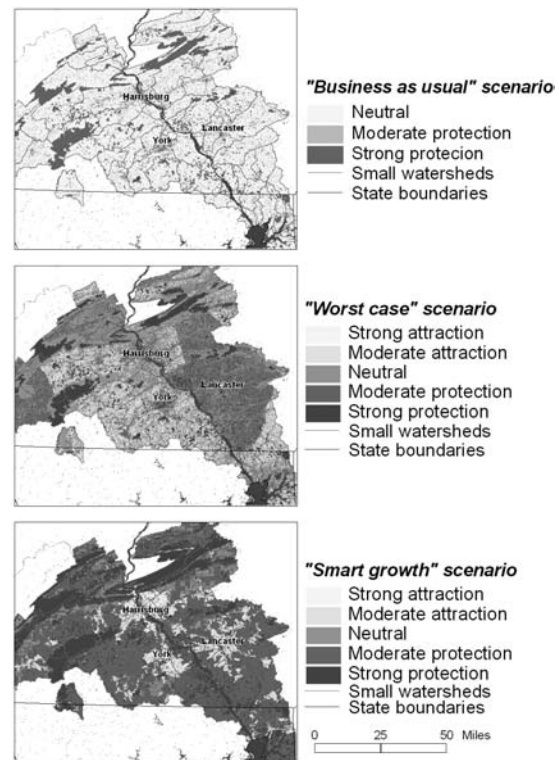 "Business as usual" scenario
Neutral
Moderate protection
Strong protecion
Small watersheds
State boundaries
Harrisburg
Lancaster
York
"Worst case" scenario
Strong attraction
Moderate attraction
Neutral
Moderate protection
Strong protection
Small watersheds
State boundaries
Harrisburg
Lancaster
York
"Smart growth" scenario
Strong attraction
Moderate attraction
Neutral
Moderate protection
Strong protection
Small watersheds
State boundaries
Harrisburg
Lancaster
York
Miles
0 25 50